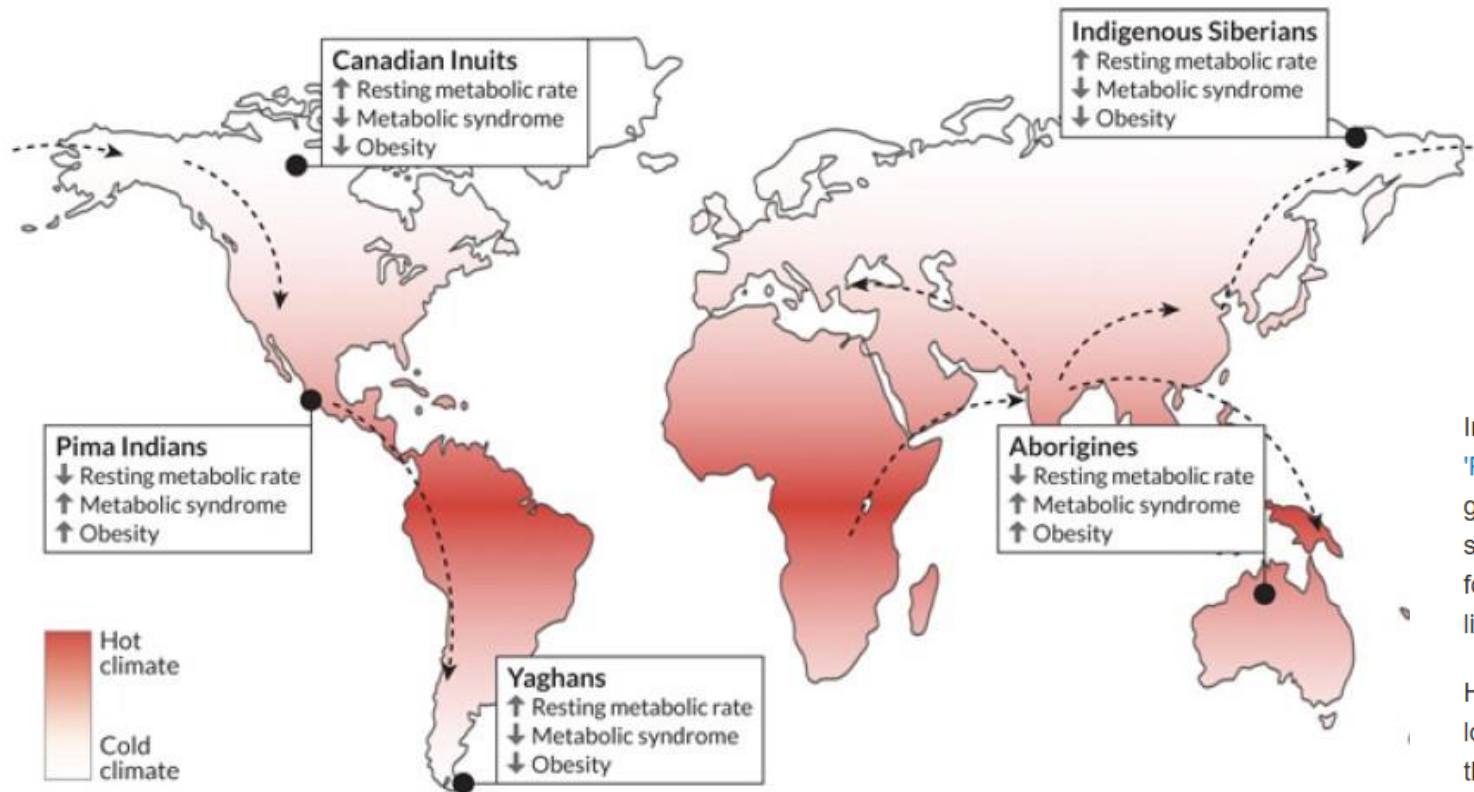 Canadian Inuits
↑ Resting metabolic rate
↓ Metabolic syndrome
↓ Obesity
Indigenous Siberians
↑ Resting metabolic rate
↓ Metabolic syndrome
↓ Obesity
Pima Indians
↓ Resting metabolic rate
↑ Metabolic syndrome
↑ Obesity
Aborigines
↓ Resting metabolic rate
↑ Metabolic syndrome
↑ Obesity
Yaghans
↑ Resting metabolic rate
↓ Metabolic syndrome
↓ Obesity
Hot
climate
Cold
climate